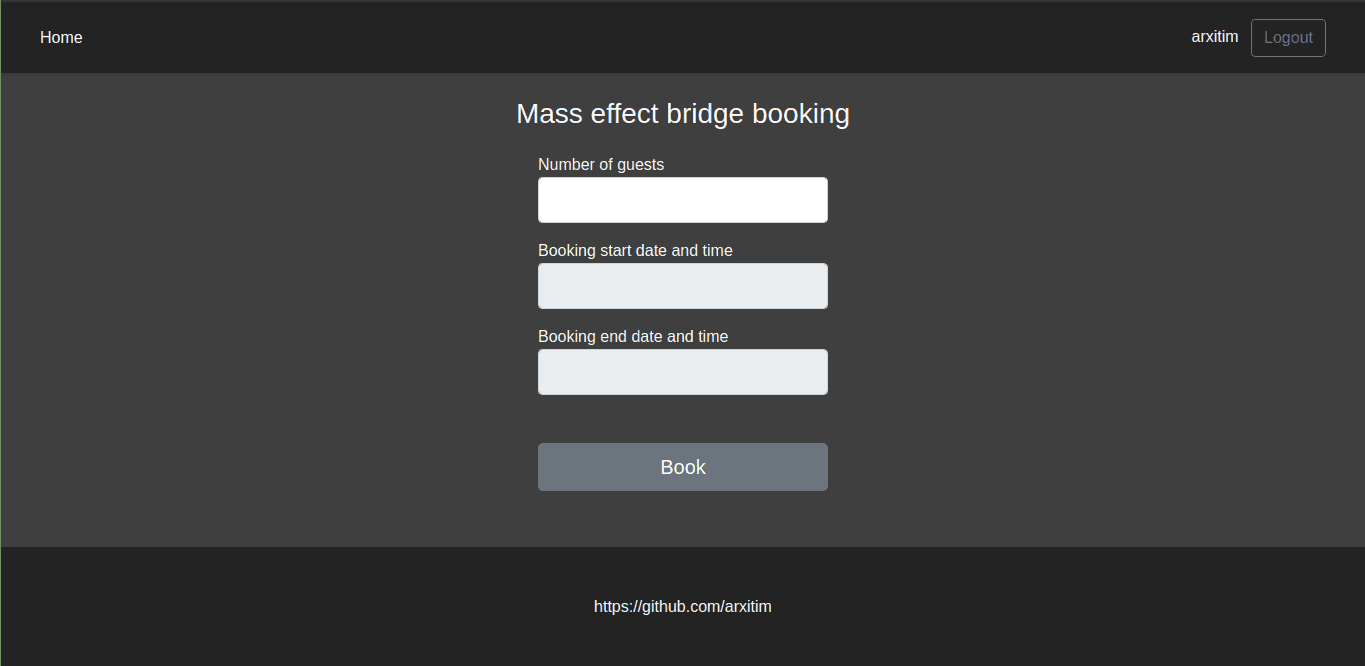 Home
arxitim
Logout
Mass effect bridge booking
Number of guests
Booking start date and time
Booking end date and time
Book
https://github.com/arxitim